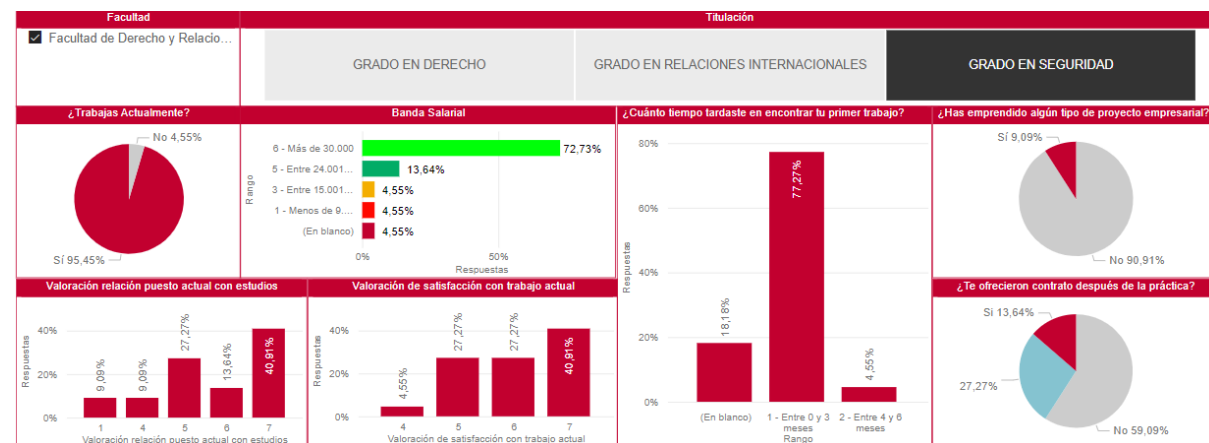 Facultad
Titulación
Facultad de Derecho y Relacio...
GRADO EN DERECHO
GRADO EN RELACIONES INTERNACIONALES
GRADO EN SEGURIDAD
¿Trabajas Actualmente?
No 4,55%
Sí 95,45%
Banda Salarial
Rango
6 - Más de 30.000
72,73%
5 - Entre 24.001...
13,64%
3 - Entre 15.001...
4,55%
1 - Menos de 9....
4,55%
(En blanco)
4,55%
0%
50%
Respuestas
¿Cuánto tiempo tardaste en encontrar tu primer trabajo?
Respuestas
80%
60%
40%
20%
0%
18,18%
77,27%
4,55%
(En blanco)
1 - Entre 0 y 3
meses
2 - Entre 4 y 6
meses
Rango
¿Has emprendido algún tipo de proyecto empresarial?
Sí 9,09%
No 90,91%
Valoración relación puesto actual con estudios
Respuestas
40%
20%
0%
9,09%
9,09%
27,27%
13,64%
40,91%
1
4
5
6
7
Valoración relación puesto actual con estudios
Valoración de satisfacción con trabajo actual
Respuestas
40%
20%
0%
4,55%
27,27%
27,27%
40,91%
4
5
6
7
Valoración de satisfacción con trabajo actual
¿Te ofrecieron contrato después de la práctica?
Si 13,64%
27,27%
No 59,09%